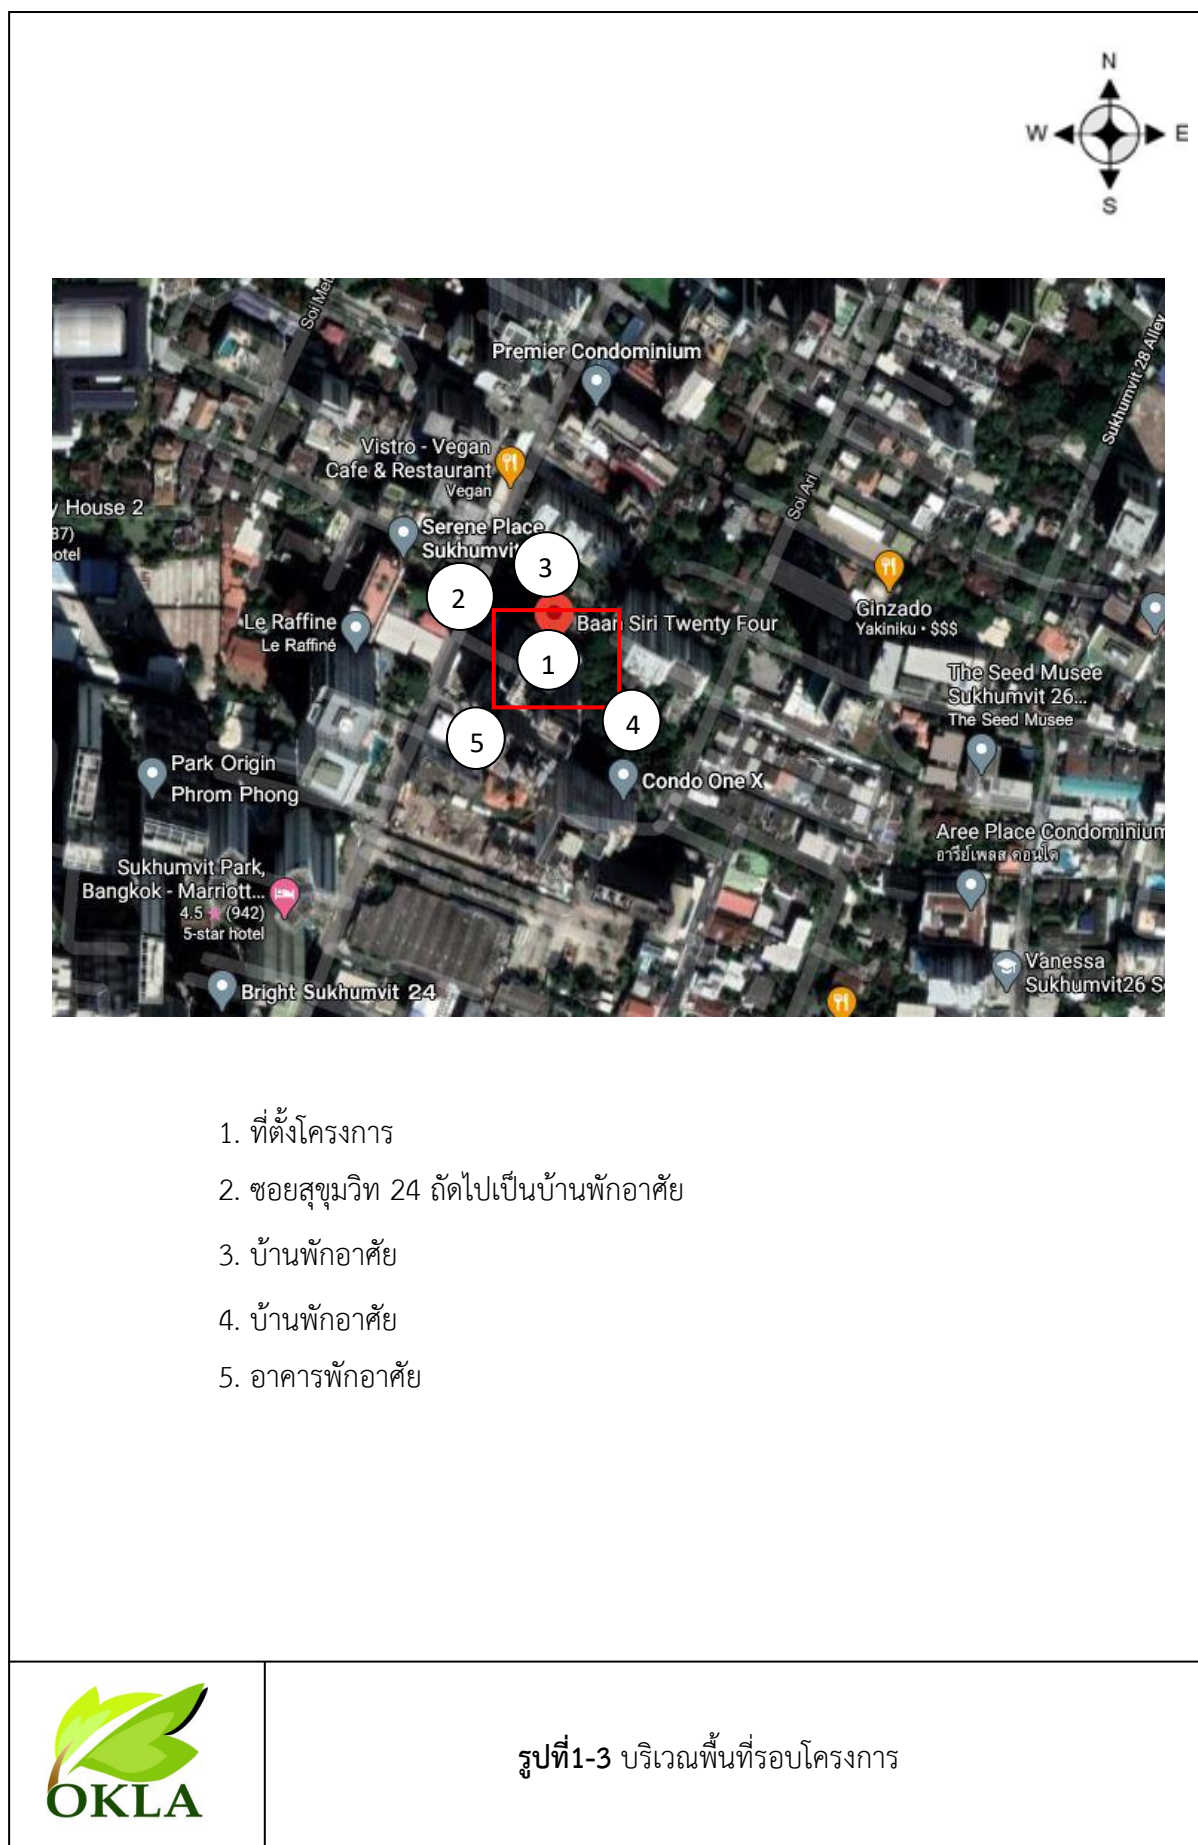 N
W E
S
Soi Met
Premier Condominium
Sukhumvit 28 Alley
Vistro - Vegan
Cafe & Restaurant
Vegan
Soi Ari
House 2
37)
otel
Serene Place
Sukhumvit
3
2
Ginzado
Yakiniku • $$$
Le Raffine
Le Raffiné
Baan Siri Twenty Four
1
The Seed Musee
Sukhumvit 26...
The Seed Musee
4
5
Park Origin
Phrom Phong
Condo One X
Aree Place Condominium
อารีย์เพลส คอนโด
Sukhumvit Park,
Bangkok - Marriott...
4.5 ★ (942)
5-star hotel
Bright Sukhumvit 24
Vanessa
Sukhumvit26 S
1. ที่ตั้งโครงการ
2. ซอยสุขุมวิท 24 ถัดไปเป็นบ้านพักอาศัย
3. บ้านพักอาศัย
4. บ้านพักอาศัย
5. อาคารพักอาศัย
OKLA
รูปที่1-3 บริเวณพื้นที่รอบโครงการ